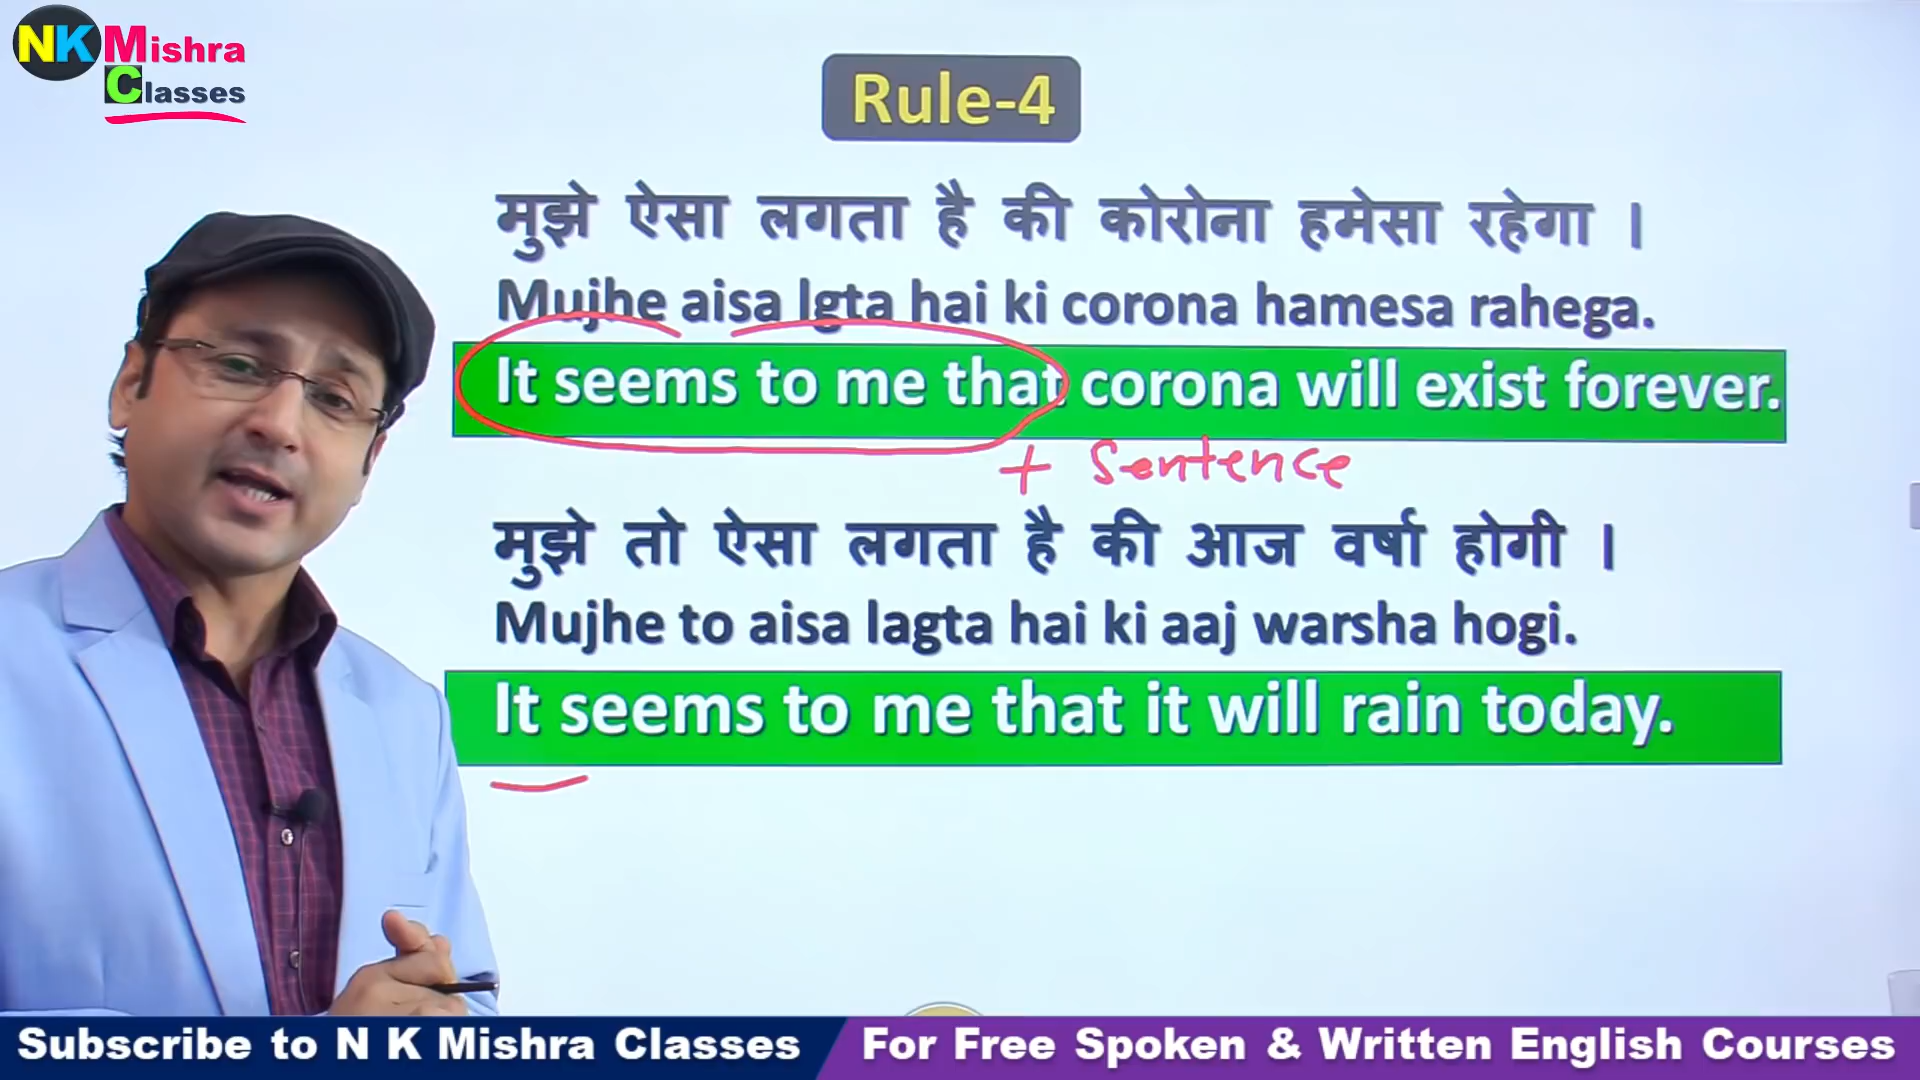 NK Mishra
Classes
Rule-4
मुझे ऐसा लगता है की कोरोना हमेसा रहेगा ।
Mujhe aisa lgta hai ki corona hamesa rahega.
It seems to me that corona will exist forever.
+ Sentence
मुझे तो ऐसा लगता है की आज वर्षा होगी ।
Mujhe to aisa lagta hai ki aaj warsha hogi.
It seems to me that it will rain today.
Subscribe to N K Mishra Classes
For Free Spoken & Written English Courses